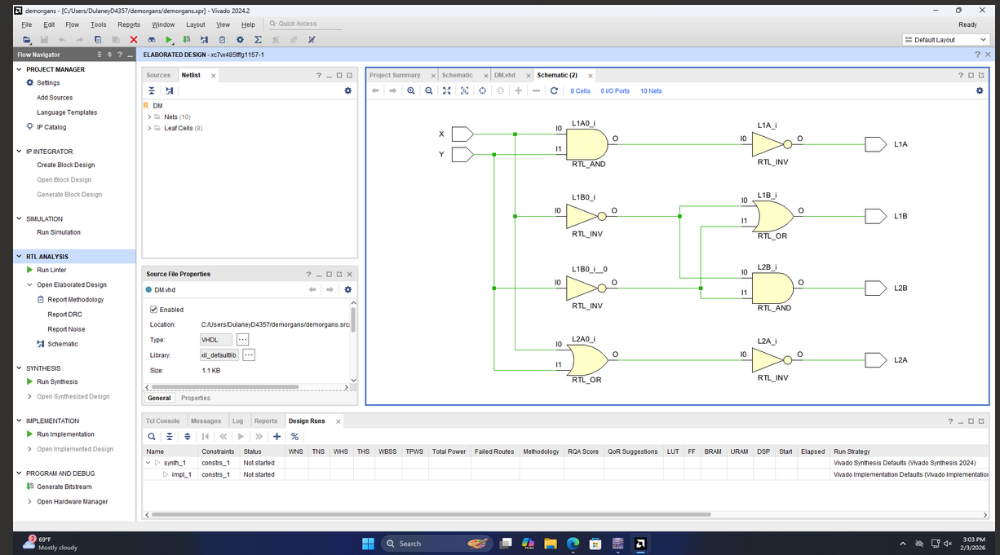 demorgans - [C:/Users/DulaneyD4357/demorgans/demorgans.xpr] - Vivado 2024.2
File Edit Flow Tools Reports Window Layout View Help Quick Access Ready
Default Layout
Flow Navigator
ELABORATED DESIGN - xc7vx485tffg1157-1
PROJECT MANAGER
Settings
Add Sources
Language Templates
IP Catalog
IP INTEGRATOR
Create Block Design
Open Block Design
Generate Block Design
SIMULATION
Run Simulation
RTL ANALYSIS
Run Linter
Open Elaborated Design
Report Methodology
Report DRC
Report Noise
Schematic
SYNTHESIS
Run Synthesis
Open Synthesized Design
IMPLEMENTATION
Run Implementation
Open Implemented Design
PROGRAM AND DEBUG
Generate Bitstream
Open Hardware Manager
Sources Netlist
R DM
Nets (10)
Leaf Cells (8)
Source File Properties
DM.vhd
Enabled
Location: C:/Users/DulaneyD4357/demorgans/demorgans.srcs
Type: VHDL
Library: xil_defaultlib
Size: 1.1 KB
General Properties
Project Summary Schematic DM.vhd Schematic (2)
8 Cells 6 I/O Ports 10 Nets
X
Y
L1A0_i
I0
I1
O
RTL_AND
L1A_i
I0 O
RTL_INV
L1A
L1B0_i
I0 O
RTL_INV
L1B_i
I0
I1
O
RTL_OR
L1B
L1B0_i__0
I0 O
RTL_INV
L2B_i
I0
I1
O
RTL_AND
L2B
L2A0_i
I0
I1
O
RTL_OR
L2A_i
I0 O
RTL_INV
L2A
Tcl Console Messages Log Reports Design Runs
Name Constraints Status WNS TNS WHS THS WBSS TPWS Total Power Failed Routes Methodology RQA Score QoR Suggestions LUT FF BRAM URAM DSP Start Elapsed Run Strategy
synth_1 constrs_1 Not started Vivado Synthesis Defaults (Vivado Synthesis 2024)
impl_1 constrs_1 Not started Vivado Implementation Defaults (Vivado Implementation
2
69°F
Mostly cloudy
Search
M365
3:03 PM
2/3/2026